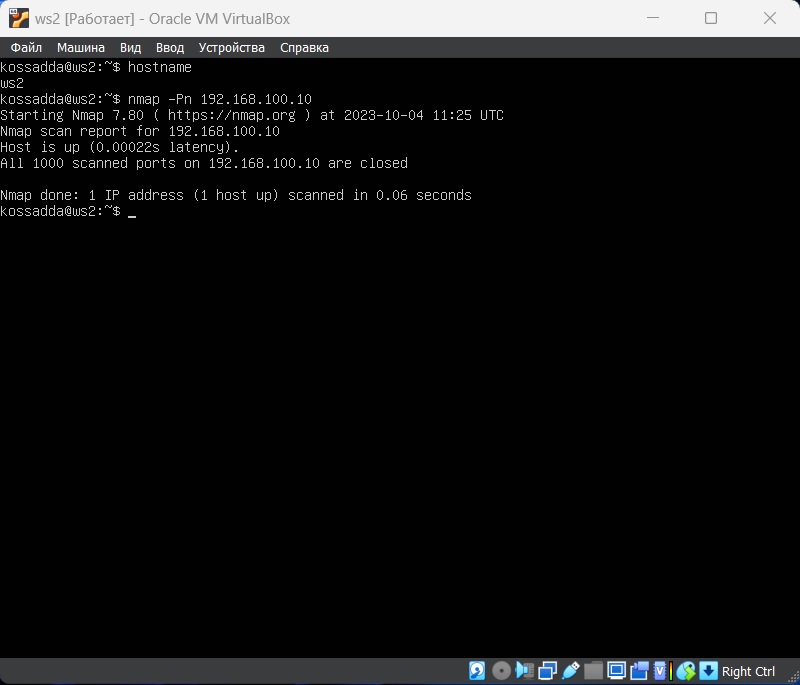 ws2 [Работает] - Oracle VM VirtualBox
Файл Машина Вид Ввод Устройства Справка
kossadda@ws2:~$ hostname
ws2
kossadda@ws2:~$ nmap -Pn 192.168.100.10
Starting Nmap 7.80 ( https://nmap.org ) at 2023-10-04 11:25 UTC
Nmap scan report for 192.168.100.10
Host is up (0.00022s latency).
All 1000 scanned ports on 192.168.100.10 are closed
Nmap done: 1 IP address (1 host up) scanned in 0.06 seconds
kossadda@ws2:~$ _
Right Ctrl